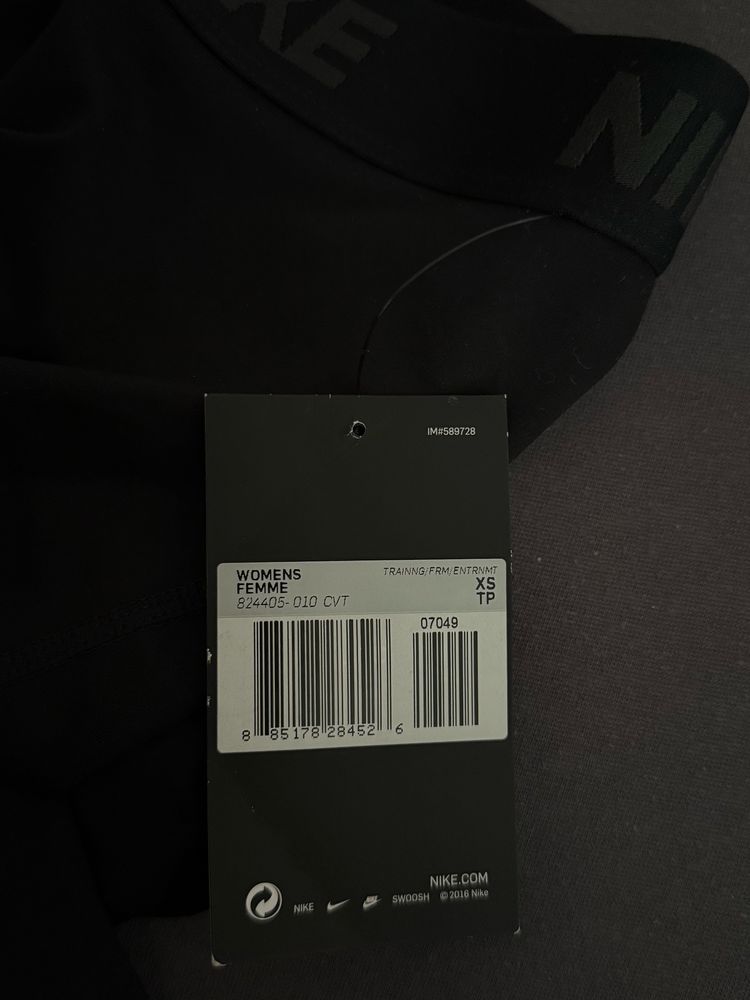 KE
NI
IM#589728
WOMENS
FEMME
824405-010 CVT
TRAINNG/FRM/ENTRNMT
XS
TP
07049
8 85178 28452 6
NIKE.COM
NIKE SWOOSH © 2016 Nike